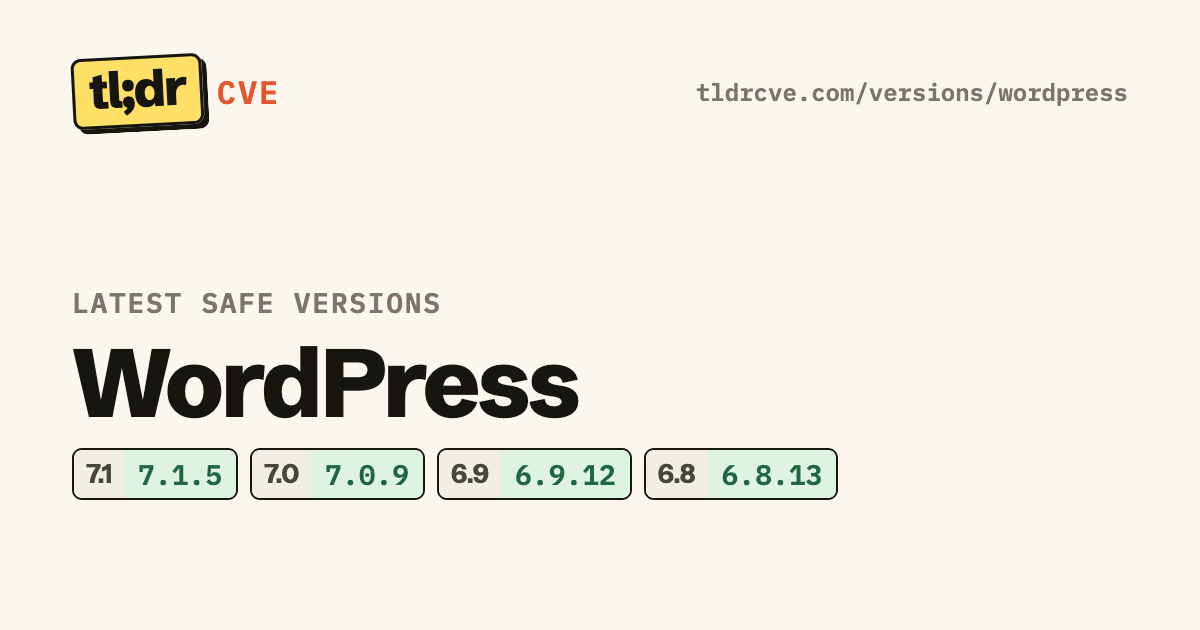 tl;dr CVE tldrcve.com/versions/wordpress
LATEST SAFE VERSIONS
WordPress
7.1 7.1.5 7.0 7.0.9 6.9 6.9.12 6.8 6.8.13